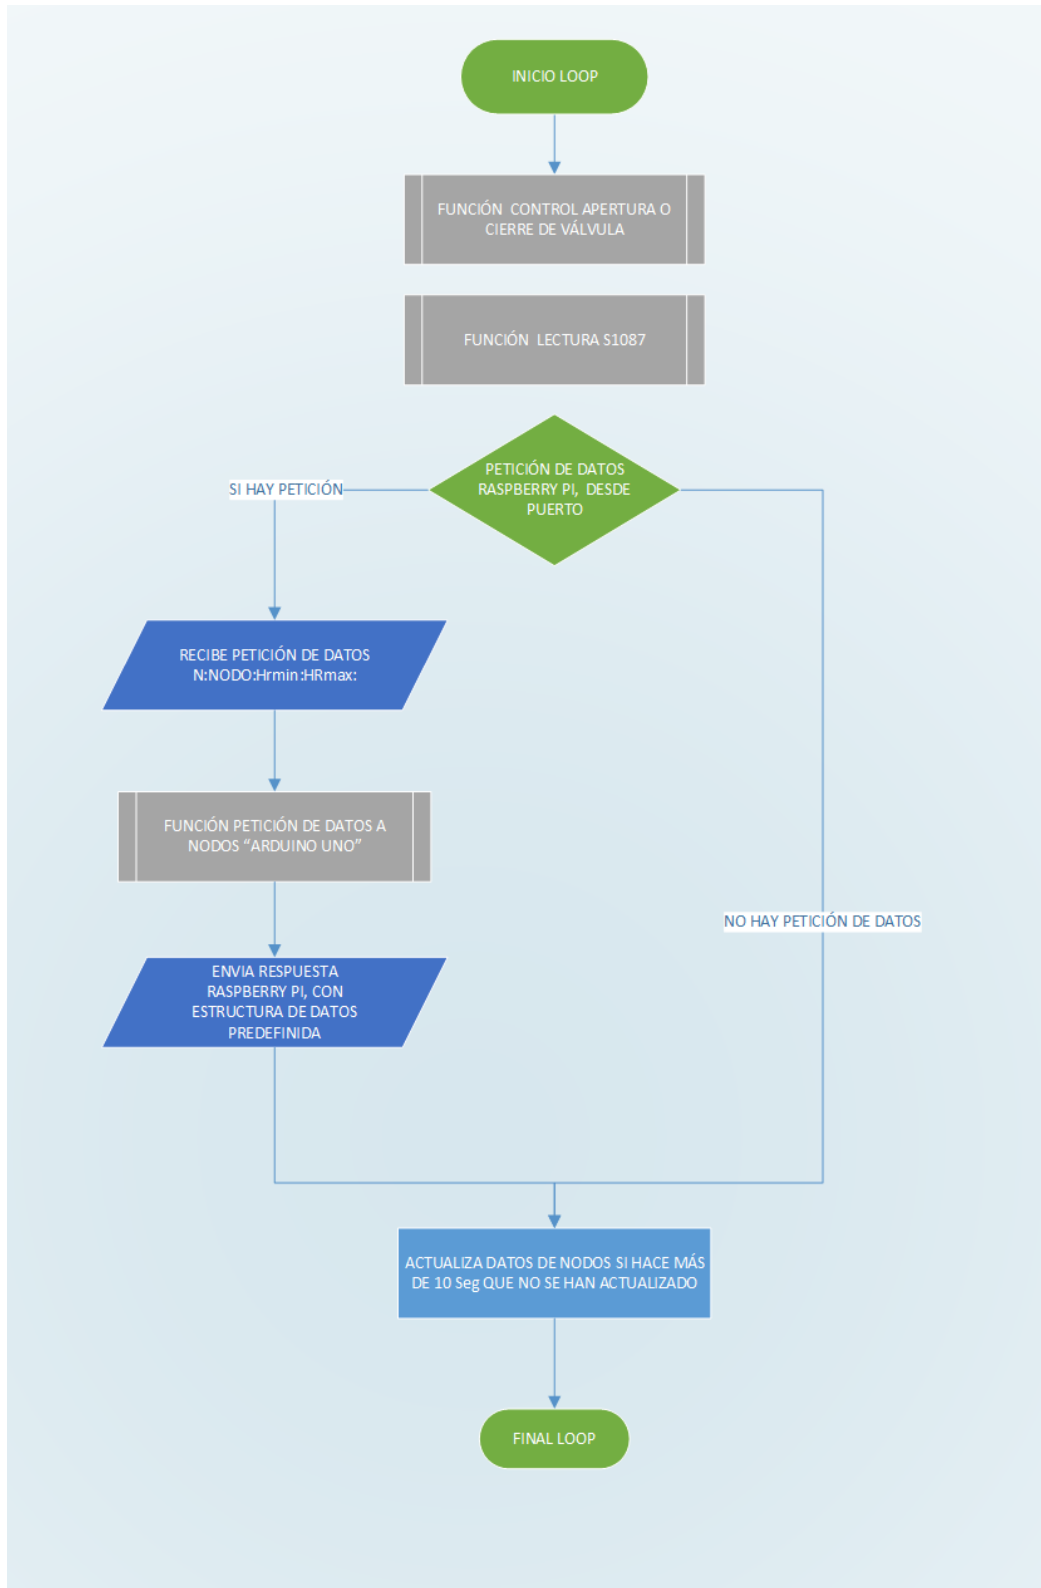 INICIO LOOP
FUNCIÓN CONTROL APERTURA O
CIERRE DE VÁLVULA
FUNCIÓN LECTURA S1087
PETICIÓN DE DATOS
RASPBERRY PI, DESDE
PUERTO
SI HAY PETICIÓN
RECIBE PETICIÓN DE DATOS
N:NODO:Hrmin:HRmax:
FUNCIÓN PETICIÓN DE DATOS A
NODOS “ARDUINO UNO”
NO HAY PETICIÓN DE DATOS
ENVIA RESPUESTA
RASPBERRY PI, CON
ESTRUCTURA DE DATOS
PREDEFINIDA
ACTUALIZA DATOS DE NODOS SI HACE MÁS
DE 10 Seg QUE NO SE HAN ACTUALIZADO
FINAL LOOP